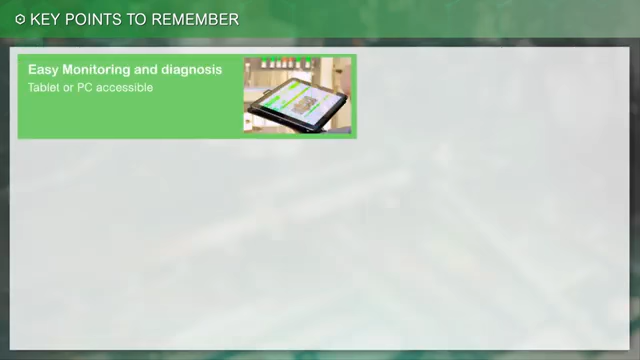 KEY POINTS TO REMEMBER
Easy Monitoring and diagnosis
Tablet or PC accessible